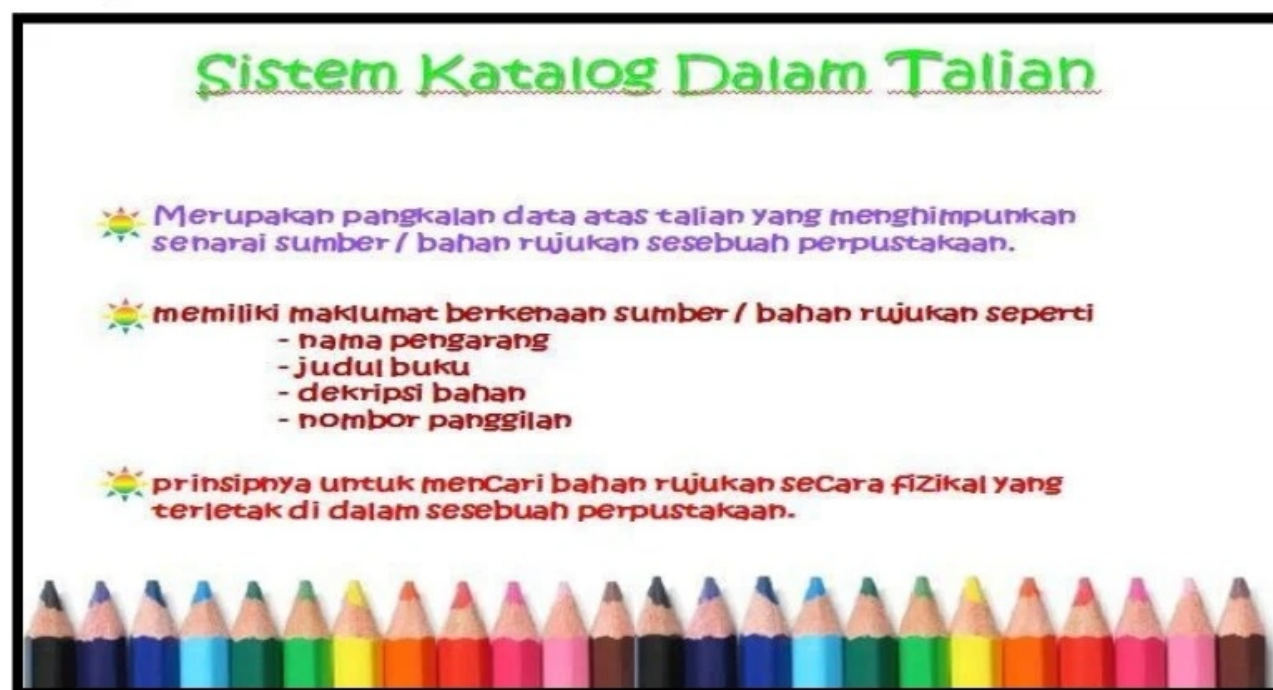 Sistem Katalog Dalam Talian
Merupakan pangkalan data atas talian yang menghimpunkan
senarai sumber / bahan rujukan sesebuah perpustakaan.
memiliki maklumat berkenaan sumber / bahan rujukan seperti
- nama pengarang
- judul buku
- dekripsi bahan
- nombor panggilan
prinsipnya untuk menCari bahan rujukan seCara fiZikal yang
terletak di dalam sesebuah perpustakaan.